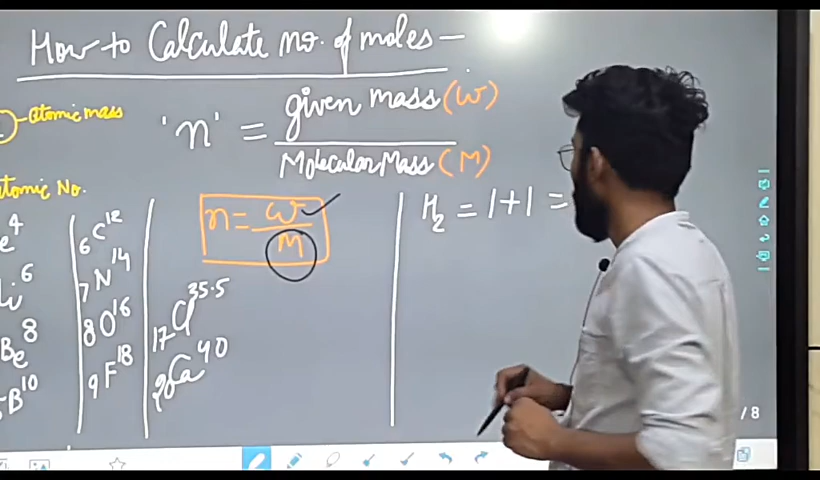 How to Calculate no. of moles —
atomic mass
'n' = given mass (W)
Molecular Mass (M)
atomic No.
n = W
M
H2 = 1+1 =
e4
6C12
Li6
7N14
Be8
8O16
B10
9F18
17Cl35.5
20Ca40
/ 8